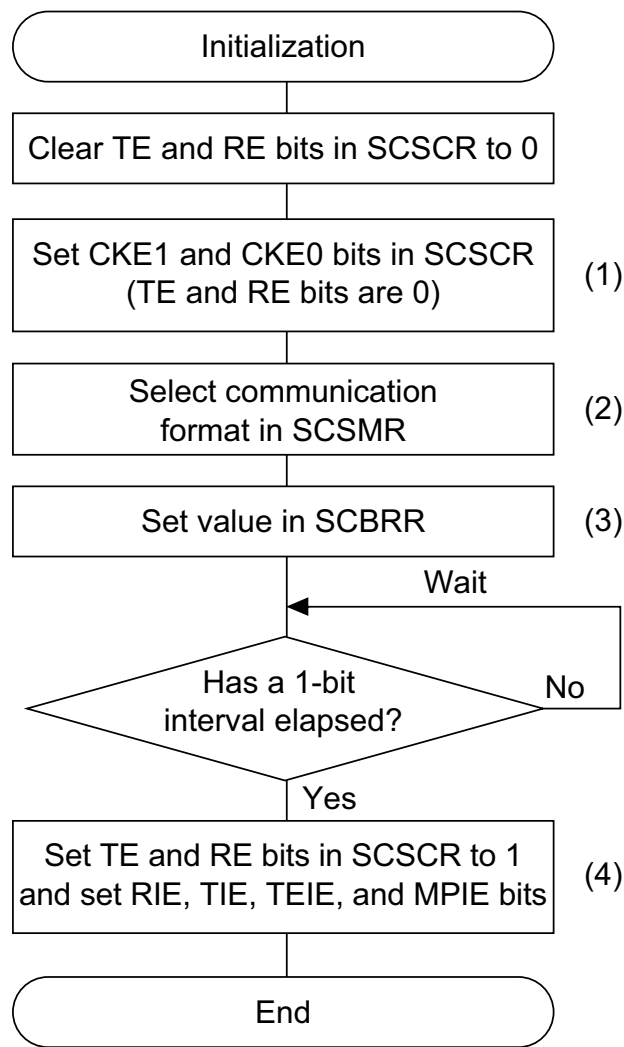 Initialization
Clear TE and RE bits in SCSCR to 0
Set CKE1 and CKE0 bits in SCSCR
(TE and RE bits are 0)
(1)
Select communication
format in SCSMR
(2)
Set value in SCBRR
(3)
Wait
Has a 1-bit
interval elapsed?
No
Yes
Set TE and RE bits in SCSCR to 1
and set RIE, TIE, TEIE, and MPIE bits
(4)
End